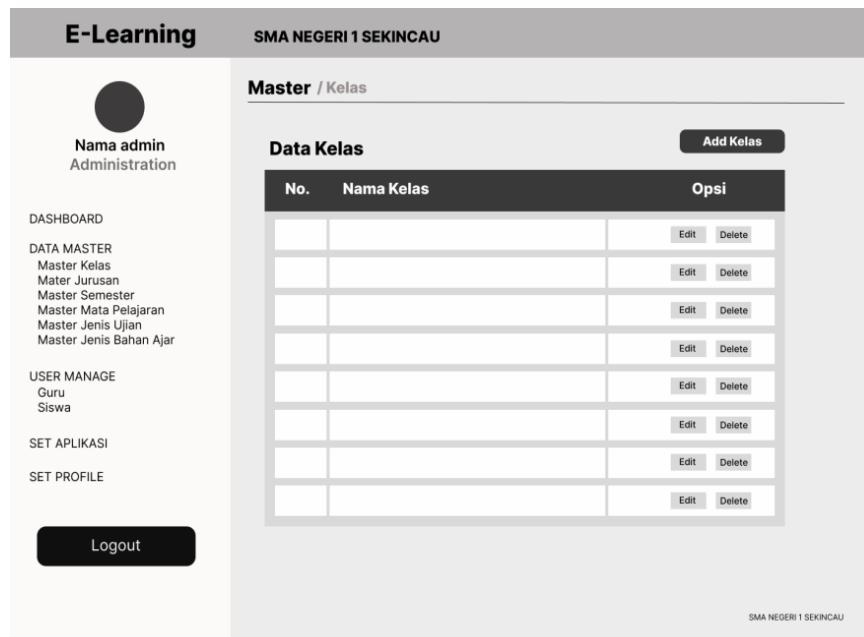 E-Learning
SMA NEGERI 1 SEKINCAU
Nama admin
Administration
DASHBOARD
DATA MASTER
Master Kelas
Mater Jurusan
Master Semester
Master Mata Pelajaran
Master Jenis Ujian
Master Jenis Bahan Ajar
USER MANAGE
Guru
Siswa
SET APLIKASI
SET PROFILE
Logout
Master / Kelas
Data Kelas
Add Kelas
No. Nama Kelas Opsi
Edit Delete
Edit Delete
Edit Delete
Edit Delete
Edit Delete
Edit Delete
Edit Delete
Edit Delete
SMA NEGERI 1 SEKINCAU